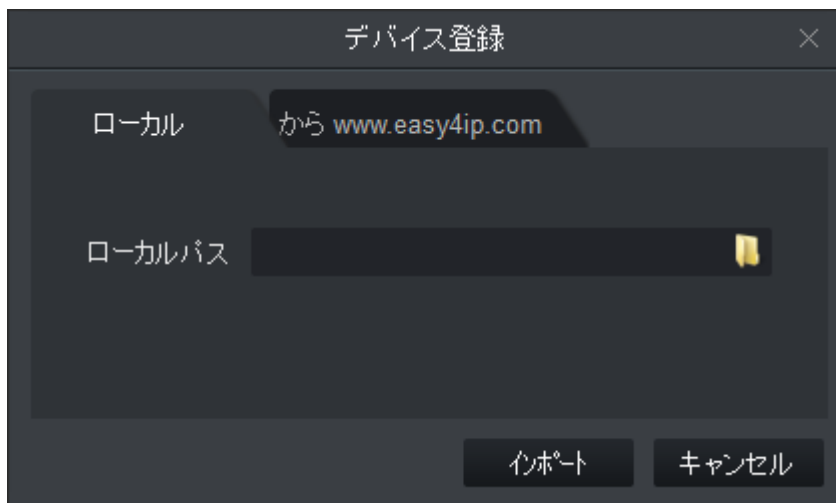 デバイス登録
ローカル
から www.easy4ip.com
ローカルパス
インポート
キャンセル